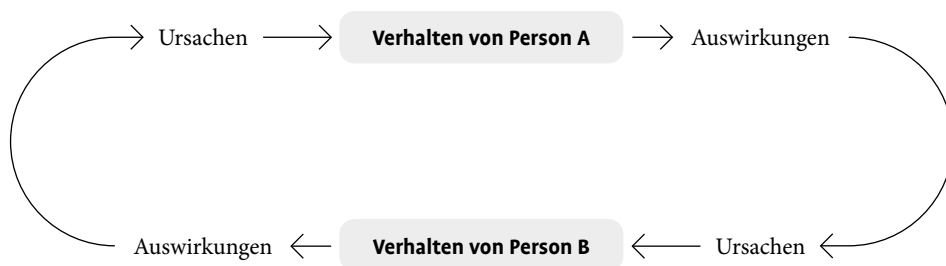 Ursachen Verhalten von Person A Auswirkungen
Auswirkungen Verhalten von Person B Ursachen